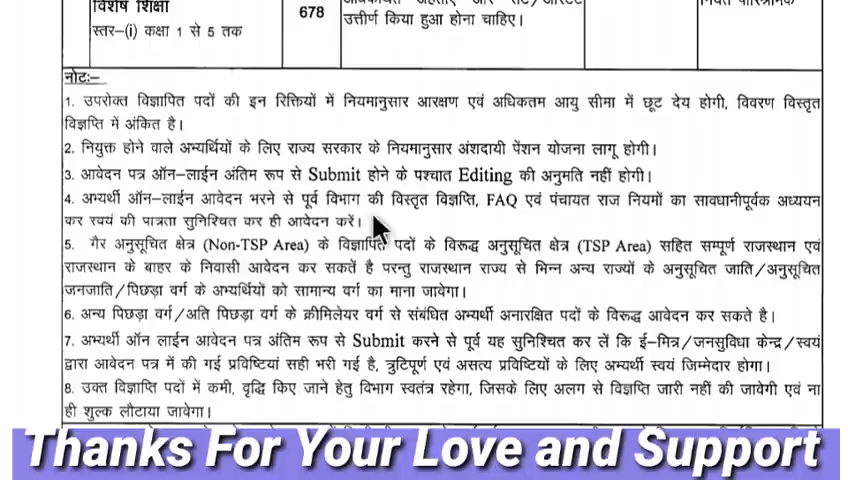 विशेष शिक्षा
स्तर–(i) कक्षा 1 से 5 तक
678
उत्तीर्ण किया हुआ होना चाहिए।
नोटः–
1. उपरोक्त विज्ञापित पदों की इन रिक्तियों में नियमानुसार आरक्षण एवं अधिकतम आयु सीमा में छूट देय होगी, विवरण विस्तृत
विज्ञप्ति में अंकित है।
2. नियुक्त होने वाले अभ्यर्थियों के लिए राज्य सरकार के नियमानुसार अंशदायी पेंशन योजना लागू होगी।
3. आवेदन पत्र ऑन–लाईन अंतिम रूप से Submit होने के पश्चात Editing की अनुमति नहीं होगी।
4. अभ्यर्थी ऑन–लाईन आवेदन भरने से पूर्व विभाग की विस्तृत विज्ञप्ति, FAQ एवं पंचायत राज नियमों का सावधानीपूर्वक अध्ययन
कर स्वयं की पात्रता सुनिश्चित कर ही आवेदन करें।
5. गैर अनुसूचित क्षेत्र (Non-TSP Area) के विज्ञापित पदों के विरूद्ध अनुसूचित क्षेत्र (TSP Area) सहित सम्पूर्ण राजस्थान एवं
राजस्थान के बाहर के निवासी आवेदन कर सकतें है परन्तु राजस्थान राज्य से भिन्न अन्य राज्यों के अनुसूचित जाति/अनुसूचित
जनजाति/पिछड़ा वर्ग के अभ्यर्थियों को सामान्य वर्ग का माना जावेगा।
6. अन्य पिछड़ा वर्ग/अति पिछड़ा वर्ग के क्रीमिलेयर वर्ग से संबंधित अभ्यर्थी अनारक्षित पदों के विरूद्ध आवेदन कर सकते है।
7. अभ्यर्थी ऑन लाईन आवेदन पत्र अंतिम रूप से Submit करने से पूर्व यह सुनिश्चित कर लें कि ई–मित्र/जनसुविधा केन्द्र/स्वयं
द्वारा आवेदन पत्र में की गई प्रविष्टियां सही भरी गई है, त्रुटिपूर्ण एवं असत्य प्रविष्टियों के लिए अभ्यर्थी स्वयं जिम्मेदार होगा।
8. उक्त विज्ञाप्ति पदों में कमी, वृद्धि किए जाने हेतु विभाग स्वतंत्र रहेगा, जिसके लिए अलग से विज्ञप्ति जारी नहीं की जावेगी एवं ना
ही शुल्क लौटाया जावेगा।
Thanks For Your Love and Support